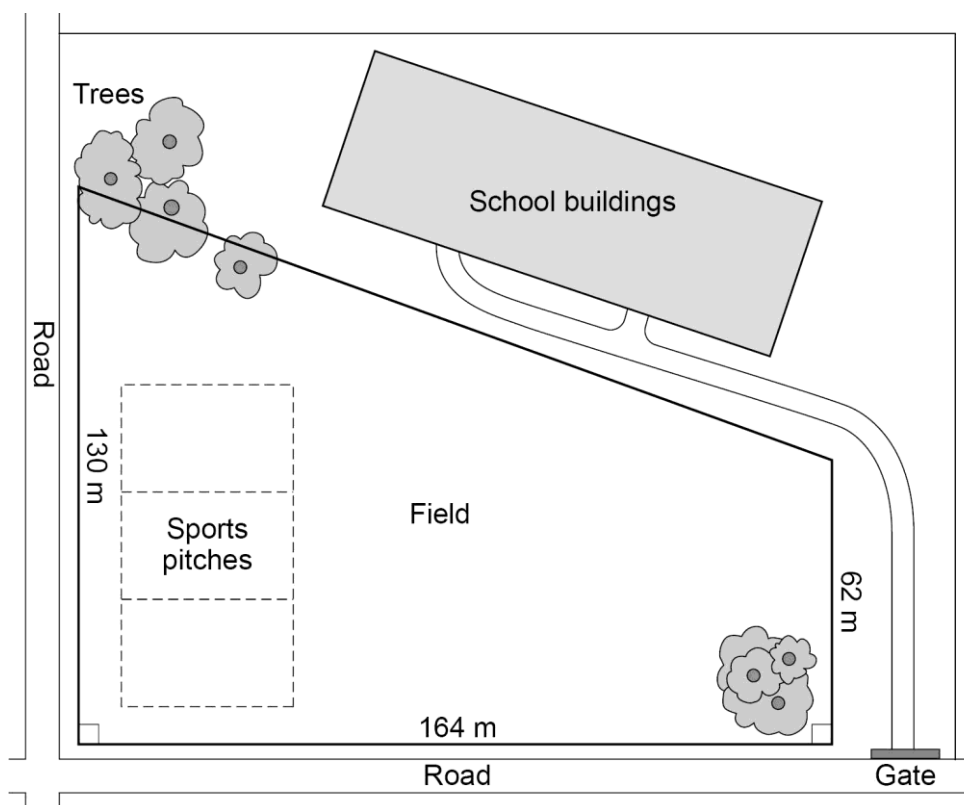 Trees
School buildings
Road
130 m
Sports
pitches
Field
62 m
164 m
Road
Gate